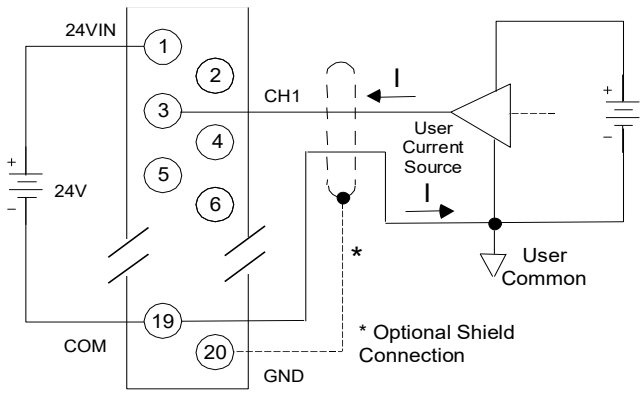 24VIN
1
2
+
3
CH1
I
User
Current
Source
+
−
4
+
−
24V
5
6
I
*
User
Common
19
COM
20
GND
* Optional Shield
Connection